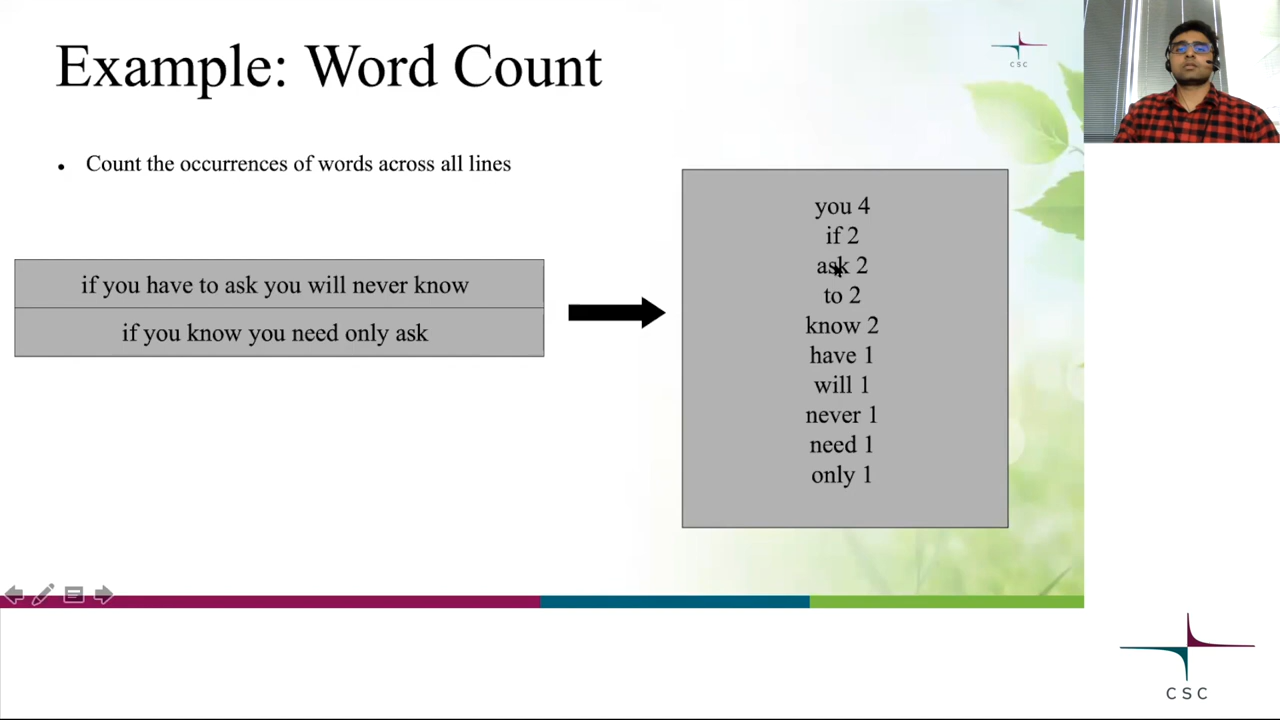 Example: Word Count
CSC
• Count the occurrences of words across all lines
if you have to ask you will never know
if you know you need only ask
you 4
if 2
ask 2
to 2
know 2
have 1
will 1
never 1
need 1
only 1
CSC